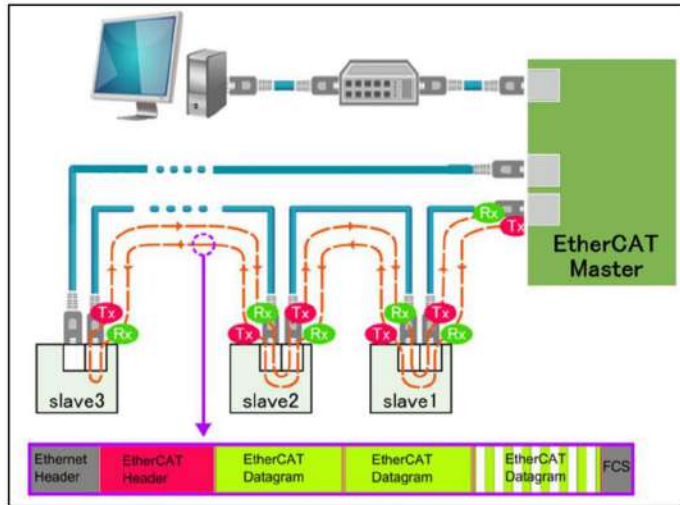 EtherCAT
Master
Rx
Tx
Tx
Rx
Rx
Tx
Tx
Rx
Rx
Tx
Tx
Rx
slave3
slave2
slave1
Ethernet
Header
EtherCAT
Header
EtherCAT
Datagram
EtherCAT
Datagram
EtherCAT
Datagram
FCS